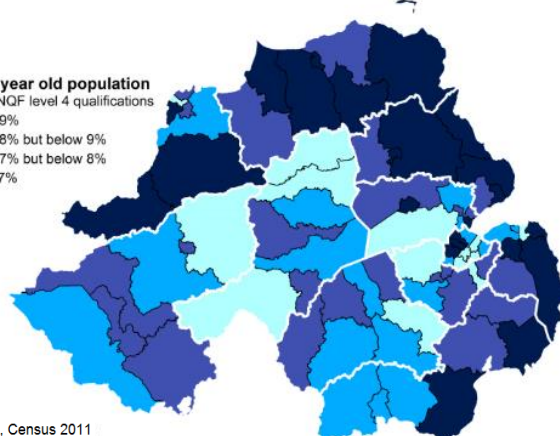 year old population
NQF level 4 qualifications
9%
8% but below 9%
7% but below 8%
7%
, Census 2011